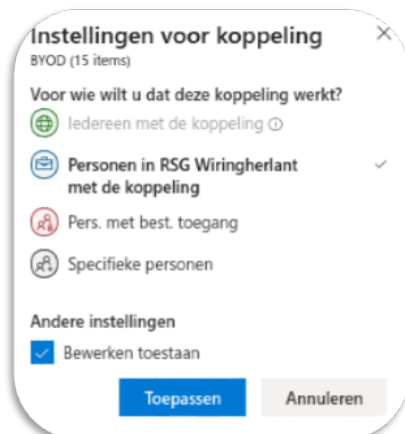 Instellingen voor koppeling
BYOD (15 items)
Voor wie wilt u dat deze koppeling werkt?
Iedereen met de koppeling
Personen in RSG Wiringherlant
met de koppeling
Pers. met best. toegang
Specifieke personen
Andere instellingen
Bewerken toestaan
Toepassen Annuleren